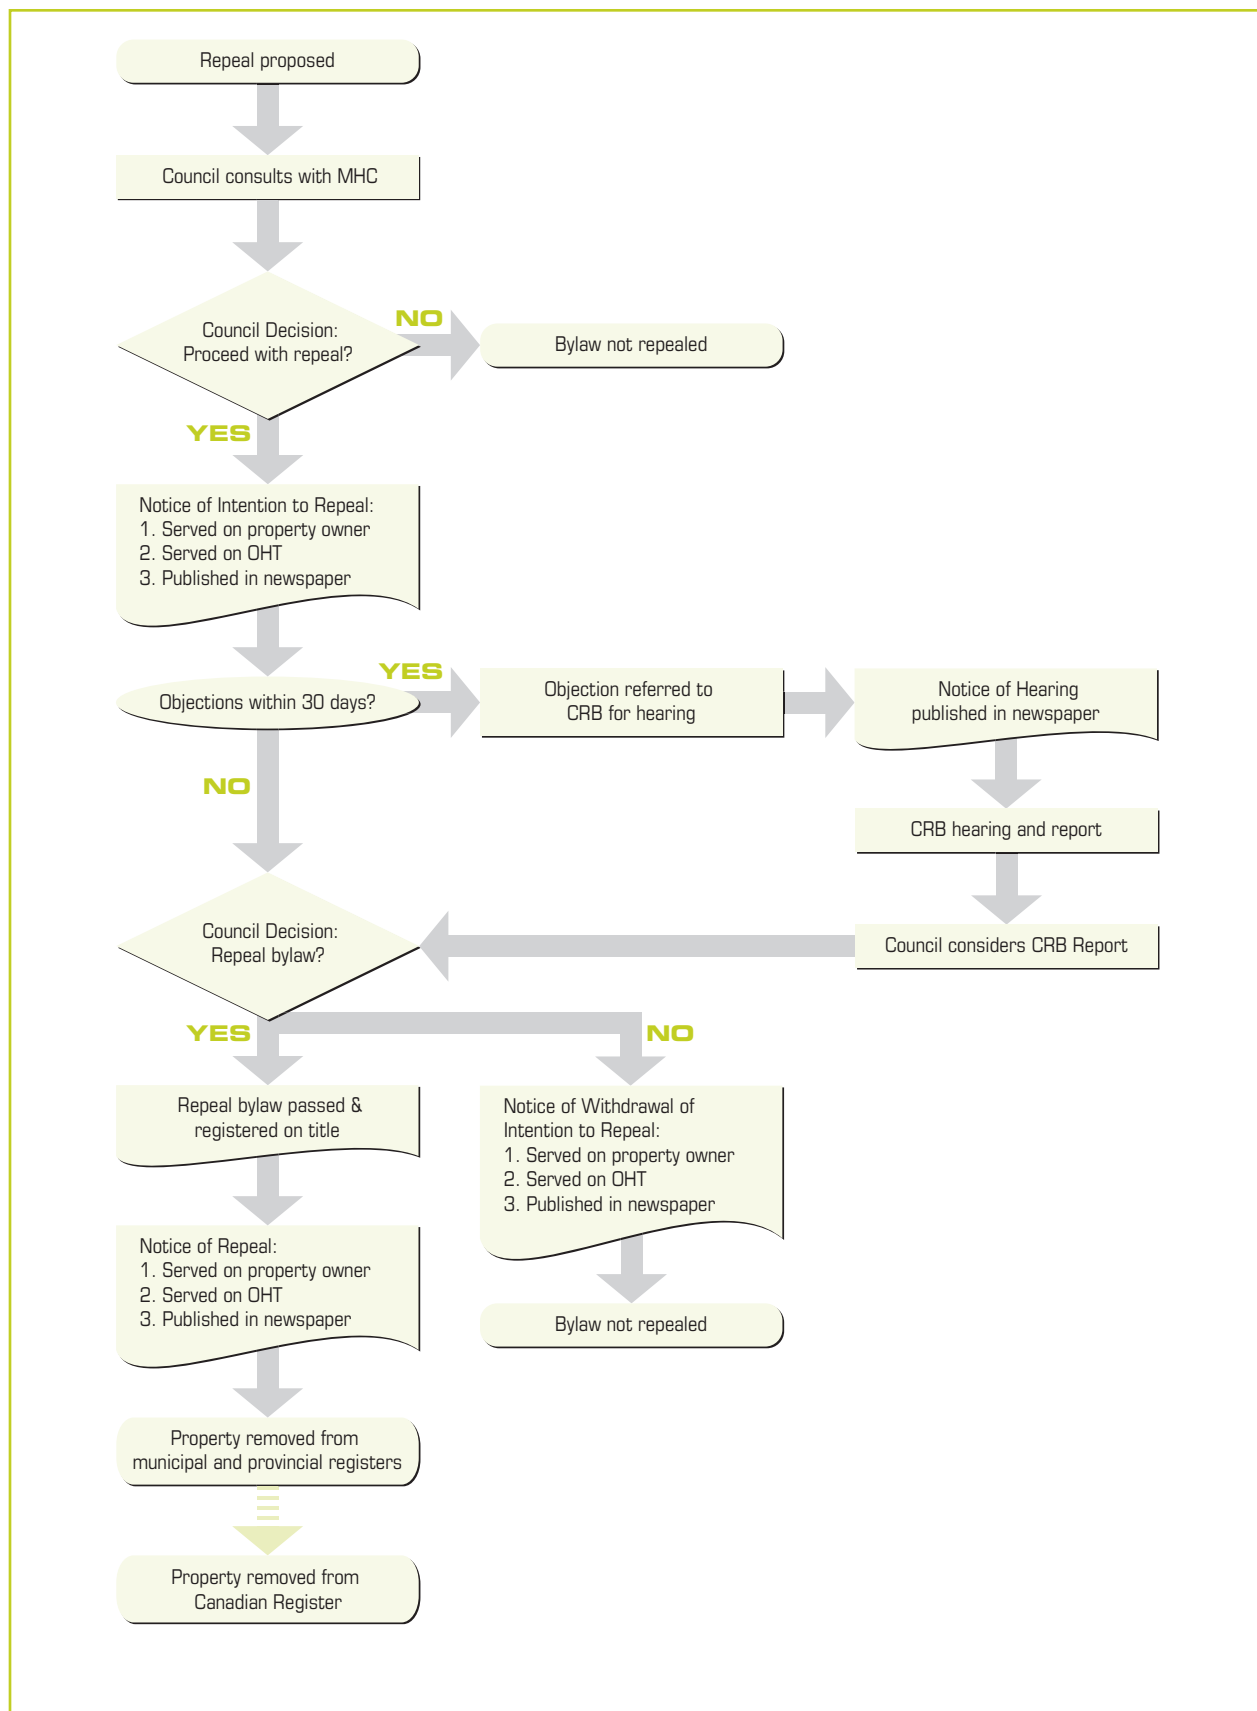 Repeal proposed
Council consults with MHC
Council Decision:
Proceed with repeal?
NO
Bylaw not repealed
YES
Notice of Intention to Repeal:
1. Served on property owner
2. Served on OHT
3. Published in newspaper
Objections within 30 days?
YES
Objection referred to
CRB for hearing
Notice of Hearing
published in newspaper
NO
CRB hearing and report
Council considers CRB Report
Council Decision:
Repeal bylaw?
YES
NO
Repeal bylaw passed &
registered on title
Notice of Withdrawal of
Intention to Repeal:
1. Served on property owner
2. Served on OHT
3. Published in newspaper
Notice of Repeal:
1. Served on property owner
2. Served on OHT
3. Published in newspaper
Bylaw not repealed
Property removed from
municipal and provincial registers
Property removed from
Canadian Register